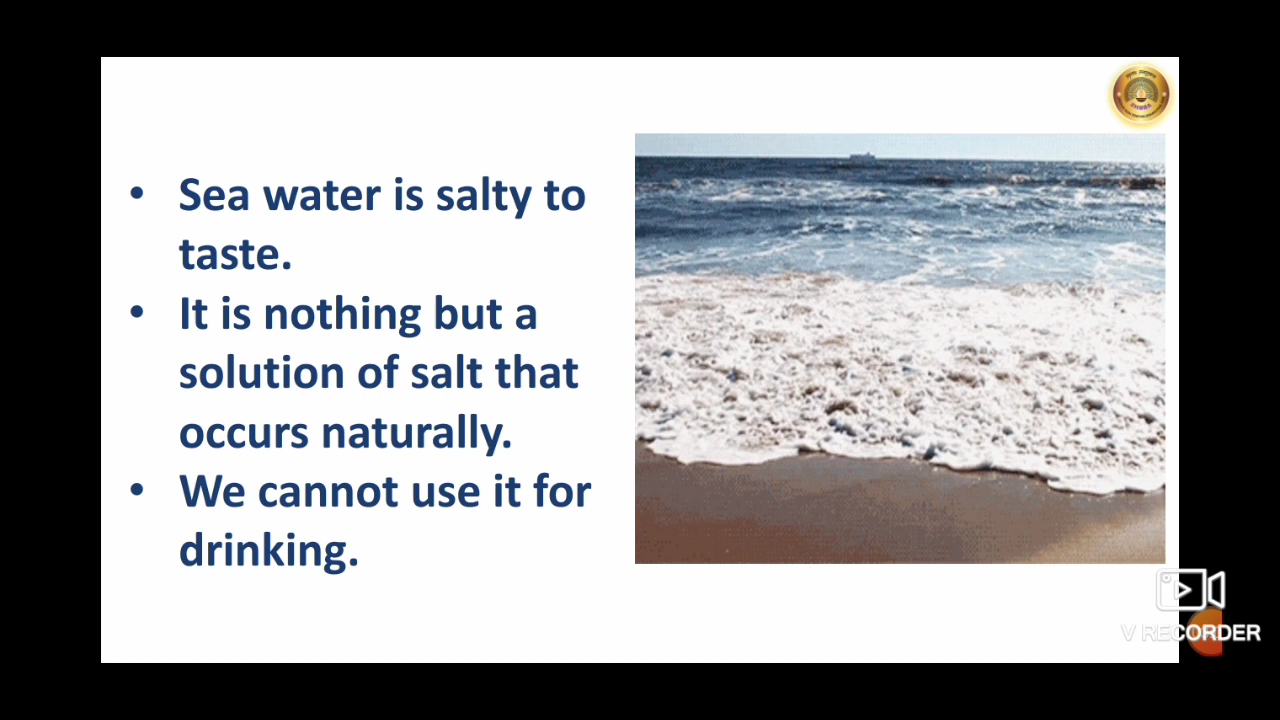 • Sea water is salty to
taste.
• It is nothing but a
solution of salt that
occurs naturally.
• We cannot use it for
drinking.
V RECORDER